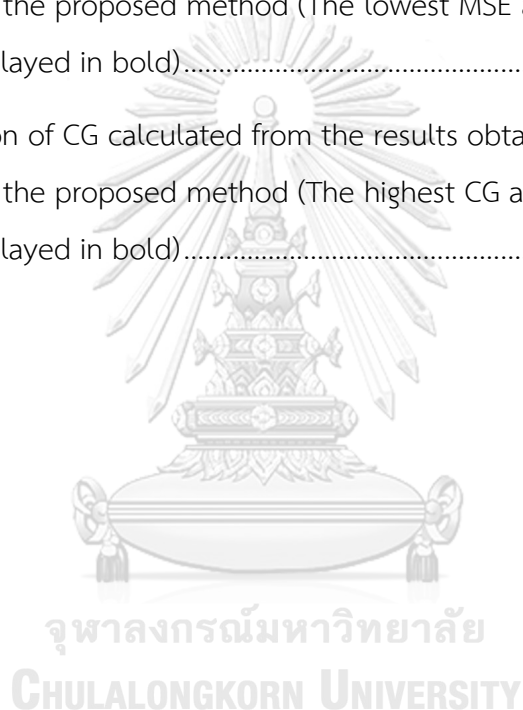 the proposed method (The lowest MSE a
layed in bold)................................................
on of CG calculated from the results obta
the proposed method (The highest CG a
layed in bold)................................................
จุฬาลงกรณ์มหาวิทยาลัย
CHULALONGKORN UNIVERSITY